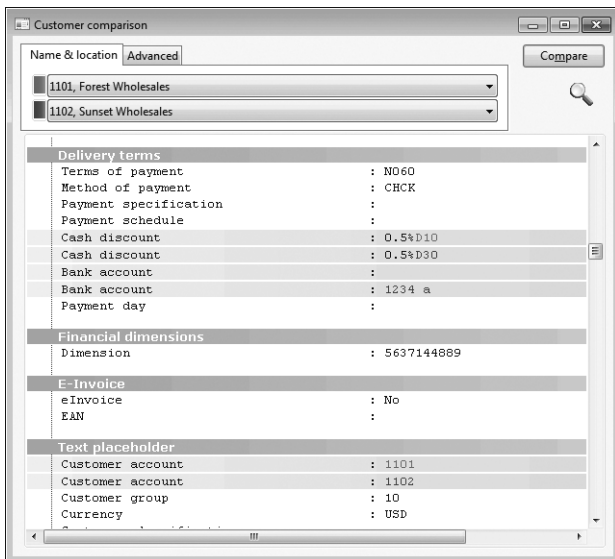 Customer comparison
Name & location Advanced Compare
1101, Forest Wholesales
1102, Sunset Wholesales
Delivery terms
Terms of payment : N060
Method of payment : CHCK
Payment specification :
Payment schedule :
Cash discount : 0.5%D10
Cash discount : 0.5%D30
Bank account :
Bank account : 1234 a
Payment day :
Financial dimensions
Dimension : 5637144889
E-Invoice
eInvoice : No
EAN :
Text placeholder
Customer account : 1101
Customer account : 1102
Customer group : 10
Currency : USD